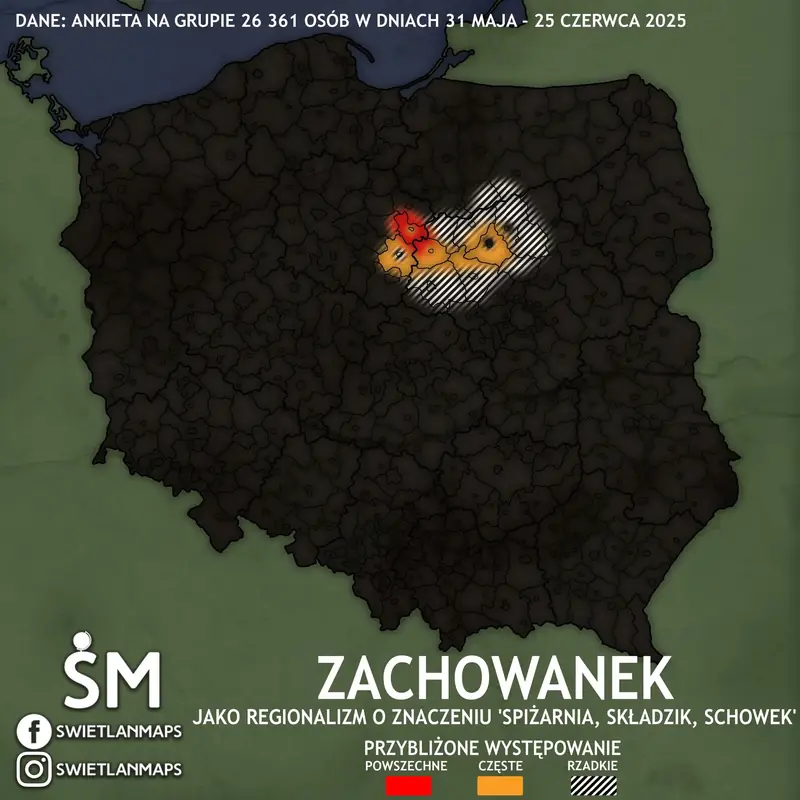 DANE: ANKIETA NA GRUPIE 26 361 OSÓB W DNIACH 31 MAJA - 25 CZERWCA 2025
ŚM
SWIETLANMAPS
SWIETLANMAPS
ZACHOWANEK
JAKO REGIONALIZM O ZNACZENIU 'SPIŻARNIA, SKŁADZIK, SCHOWEK'
PRZYBLIŻONE WYSTĘPOWANIE
POWSZECHNE CZĘSTE RZADKIE